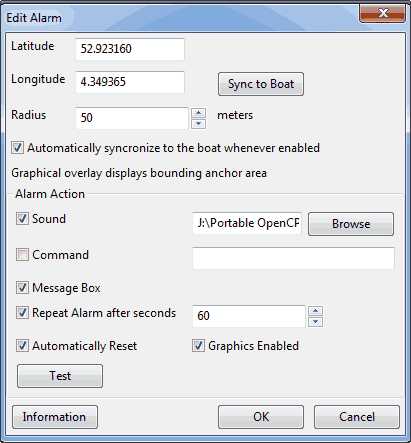 Edit Alarm
Latitude 52.923160
Longitude 4.349365 Sync to Boat
Radius 50 meters
Automatically syncronize to the boat whenever enabled
Graphical overlay displays bounding anchor area
Alarm Action
Sound J:\Portable OpenCF Browse
Command
Message Box
Repeat Alarm after seconds 60
Automatically Reset Graphics Enabled
Test
Information OK Cancel